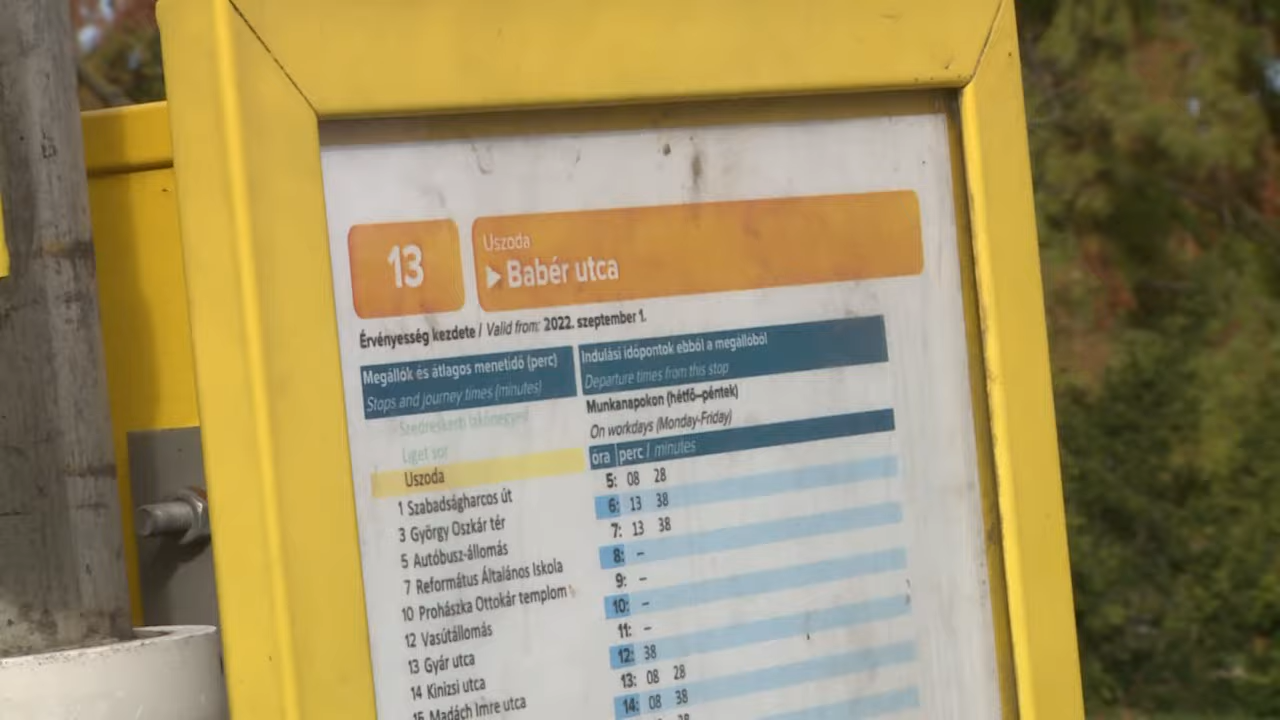 13
Uszoda
▶ Babér utca
Érvényesség kezdete / Valid from: 2022. szeptember 1.
Megállók és átlagos menetidő (perc)
Stops and journey times (minutes)
Szedreskerti lakónegyed
Liget sor
Uszoda
1 Szabadságharcos út
3 György Oszkár tér
5 Autóbusz-állomás
7 Református Általános Iskola
10 Prohászka Ottokár templom
12 Vasútállomás
13 Gyár utca
14 Kinizsi utca
15 Madách Imre utca
Indulási időpontok ebből a megállóból
Departure times from this stop
Munkanapokon (hétfő–péntek)
On workdays (Monday-Friday)
óra | perc / minutes
5: 08 28
6: 13 38
7: 13 38
8: –
9: –
10: –
11: –
12: 38
13: 08 28
14: 08 38